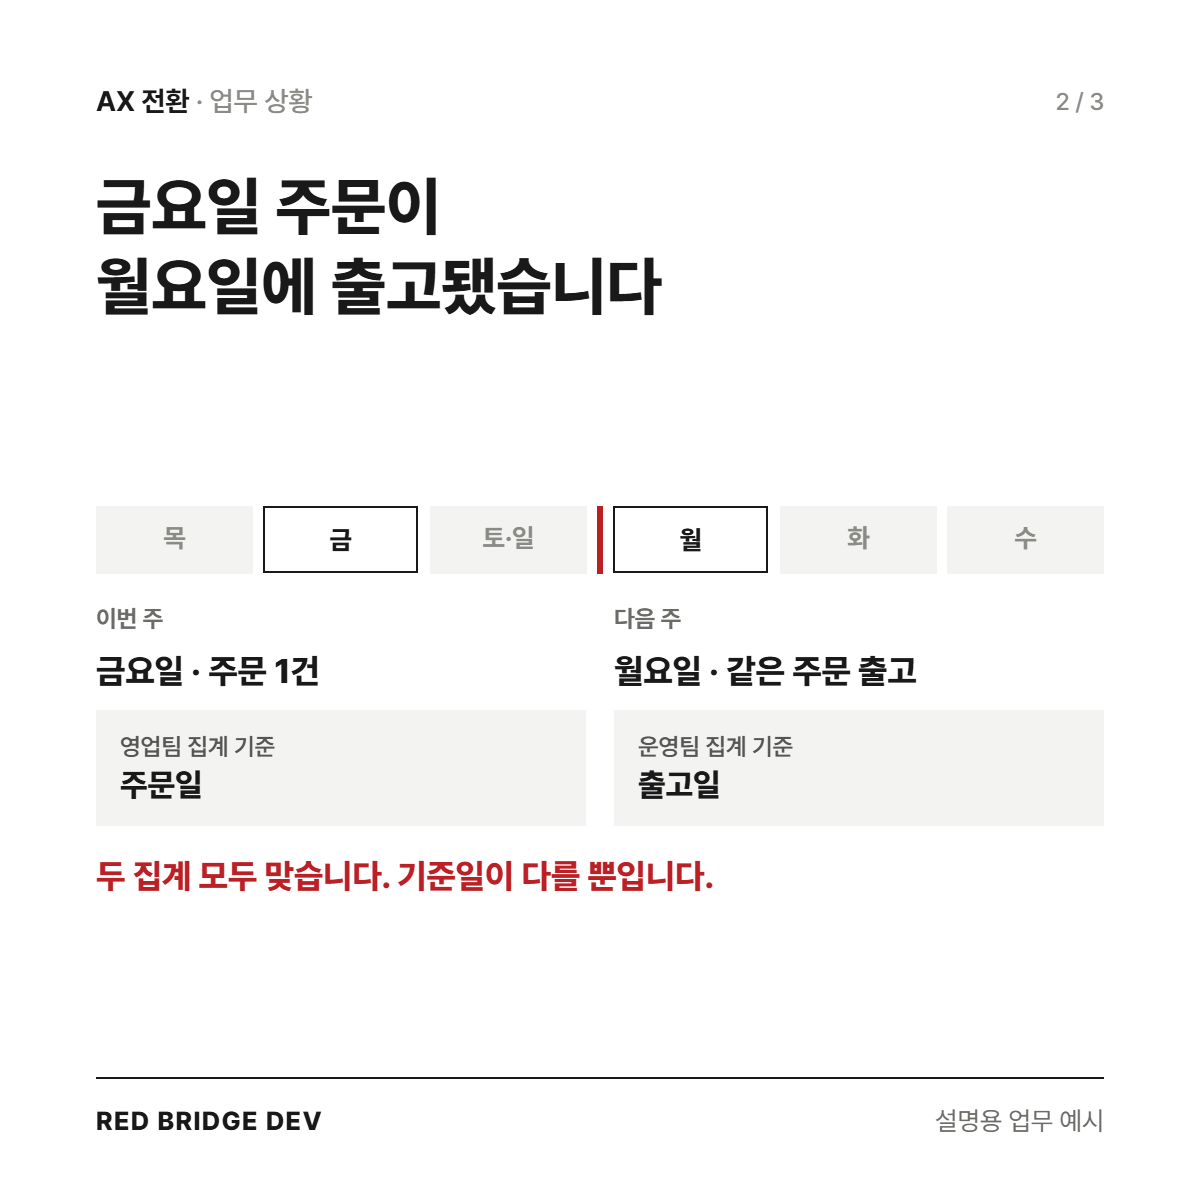 AX 전환 · 업무 상황
2 / 3
금요일 주문이
월요일에 출고됐습니다
목 금 토·일 월 화 수
이번 주
금요일 · 주문 1건
영업팀 집계 기준
주문일
다음 주
월요일 · 같은 주문 출고
운영팀 집계 기준
출고일
두 집계 모두 맞습니다. 기준일이 다를 뿐입니다.
RED BRIDGE DEV
설명용 업무 예시